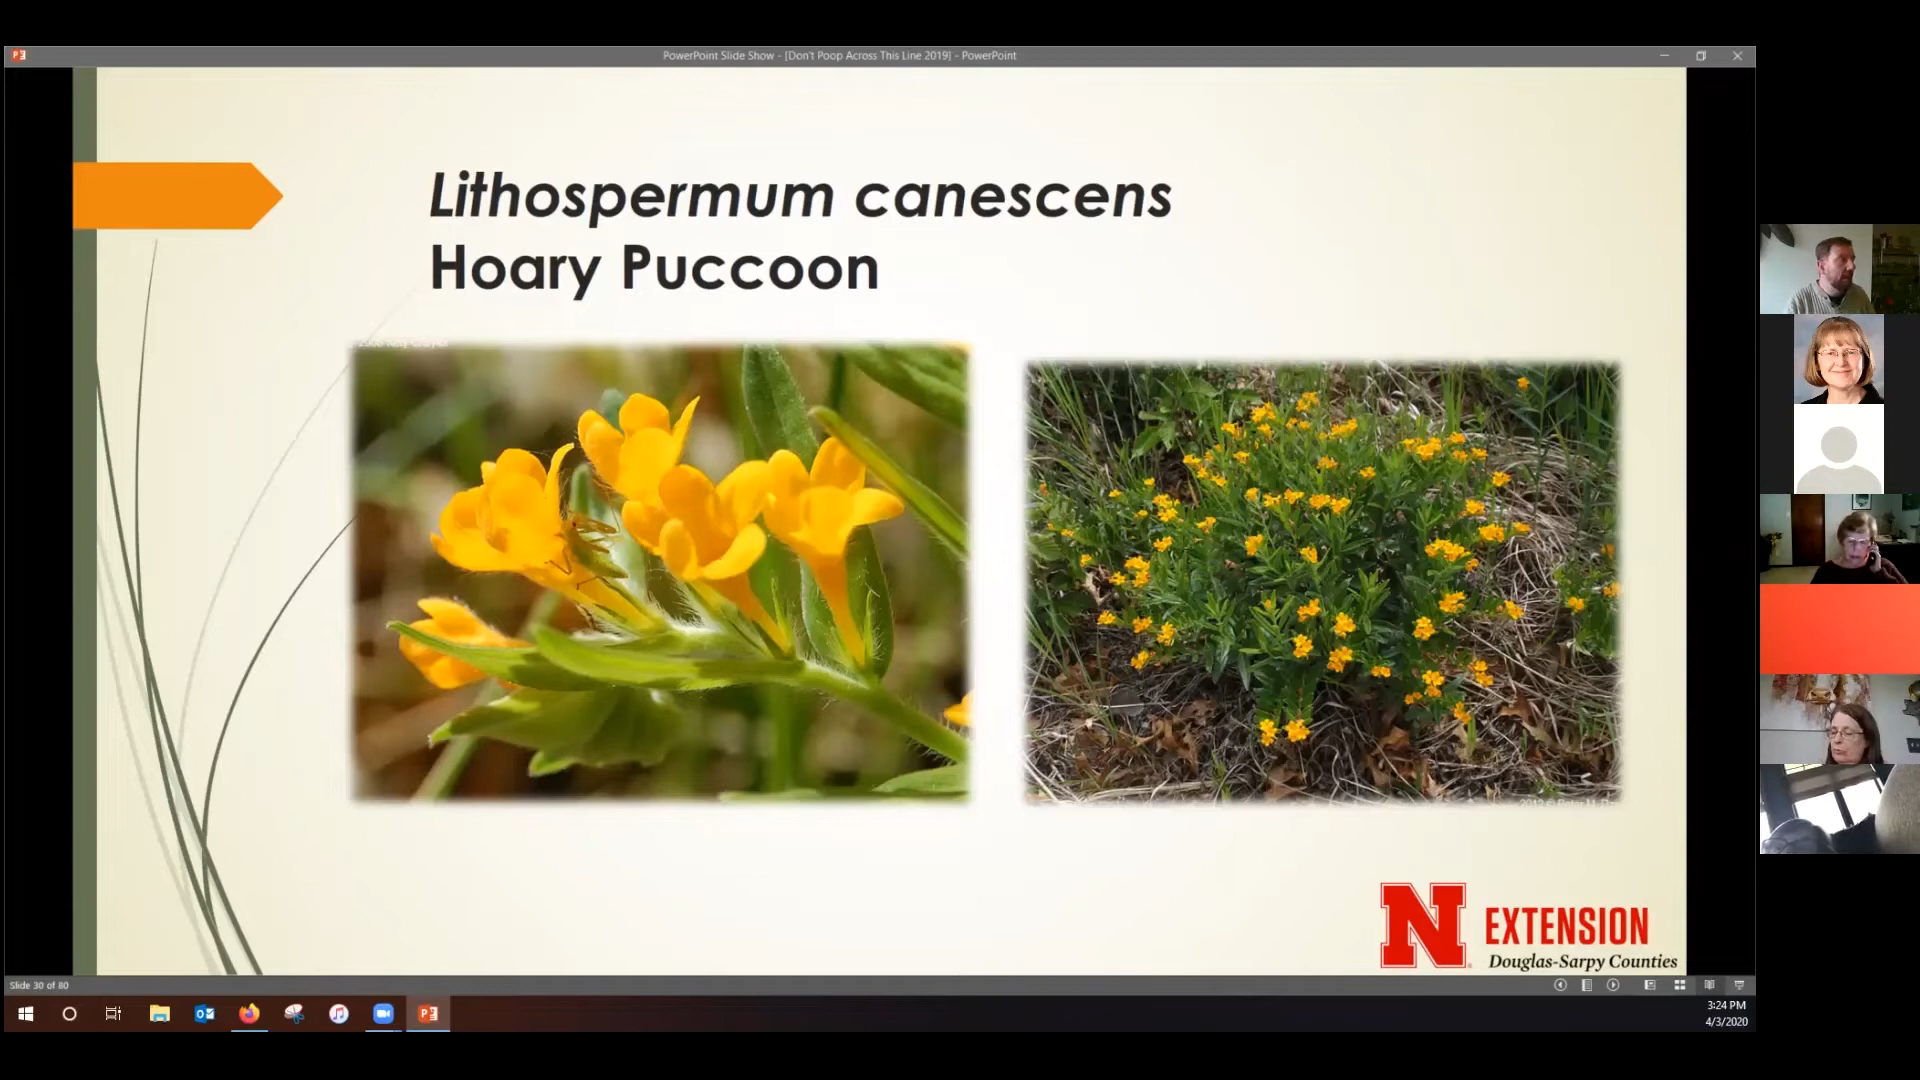 PowerPoint Slide Show - [Don't Poop Across This Line 2019] - PowerPoint
Lithospermum canescens
Hoary Puccoon
N EXTENSION
Douglas-Sarpy Counties
Slide 30 of 80
3:24 PM
4/3/2020